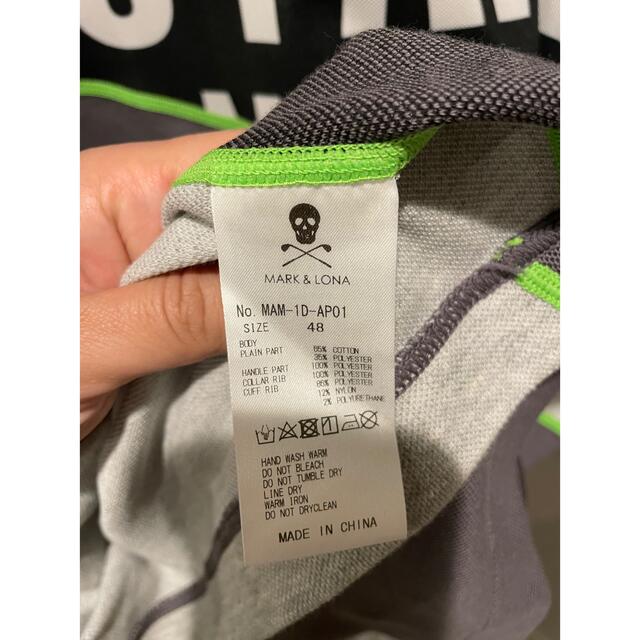 MARK & LONA
No. MAM-1D-AP01
SIZE 48
BODY
PLAIN PART 65% COTTON
35% POLYESTER
HANDLE PART 100% POLYESTER
COLLAR RIB 100% POLYESTER
CUFF RIB 86% POLYESTER
12% NYLON
2% POLYURETHANE
HAND WASH WARM
DO NOT BLEACH
DO NOT TUMBLE DRY
LINE DRY
WARM IRON
DO NOT DRYCLEAN
MADE IN CHINA